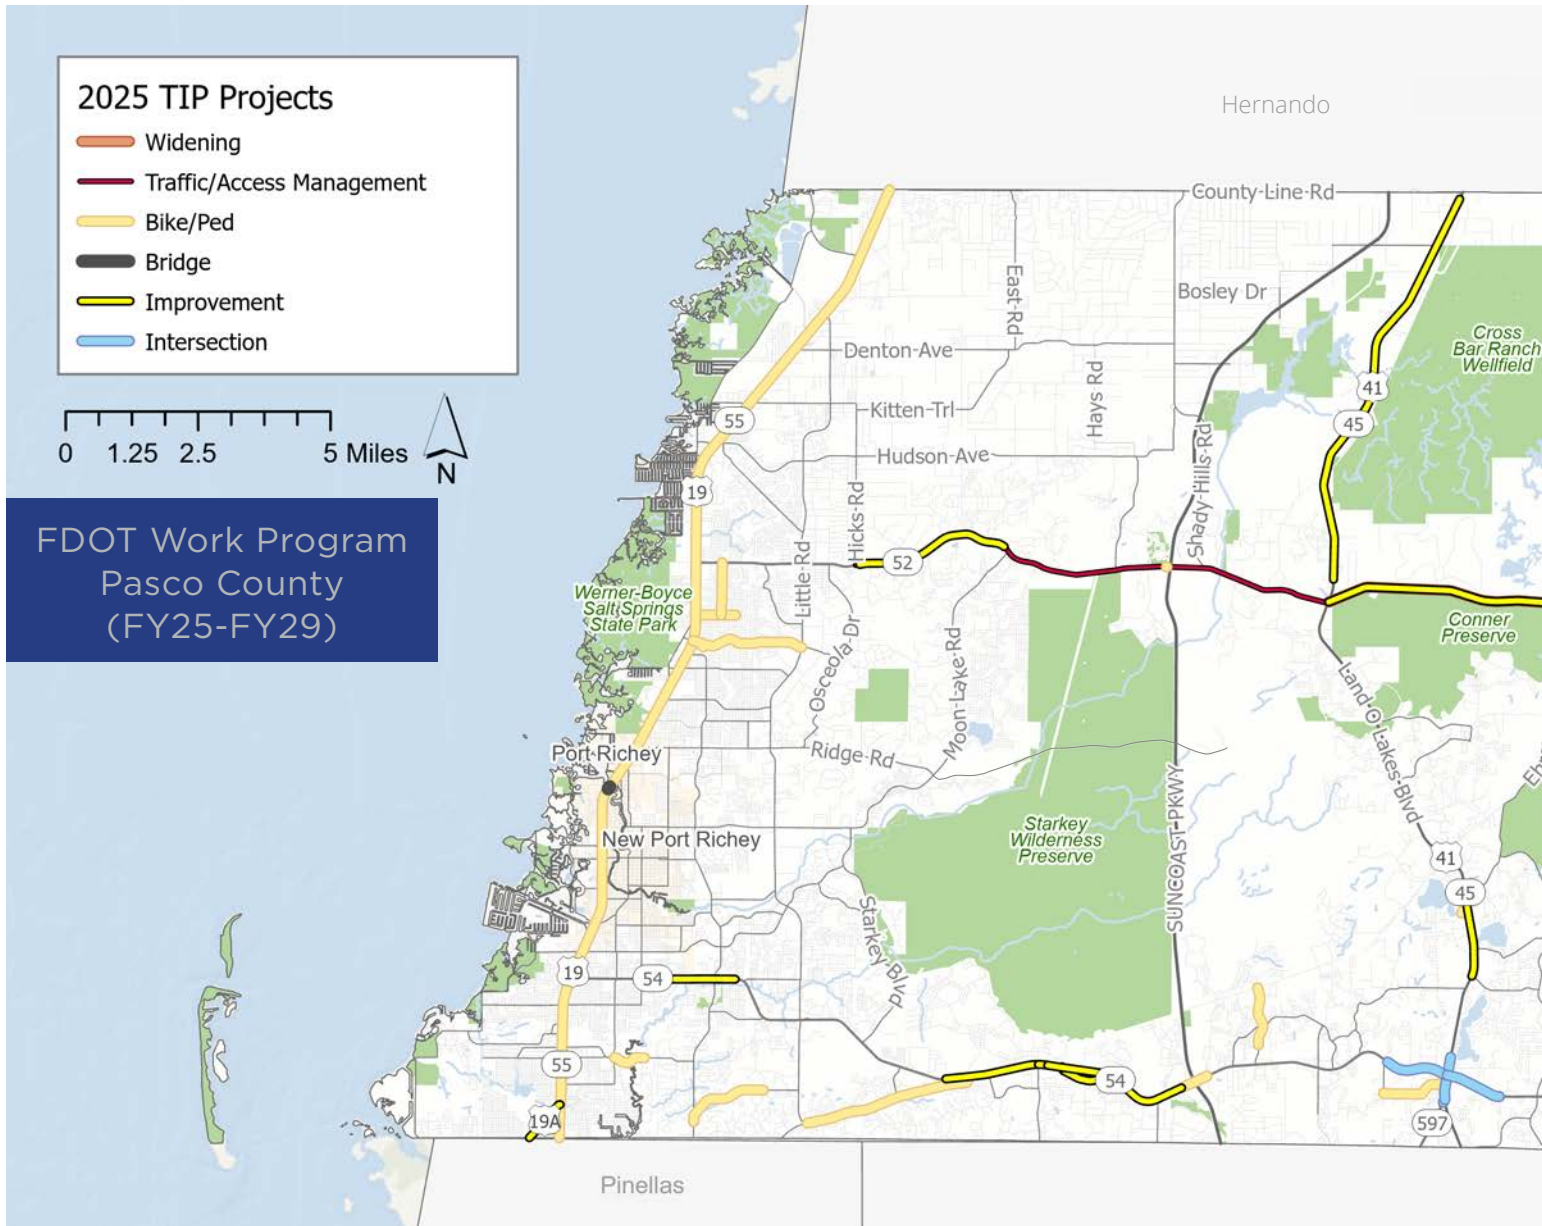 2025 TIP Projects
Widening
Traffic/Access Management
Bike/Ped
Bridge
Improvement
Intersection
0 1.25 2.5 5 Miles
N
FDOT Work Program
Pasco County
(FY25-FY29)
Hernando
County-Line-Rd
East-Rd
Bosley Dr
Denton-Ave
Cross
Bar Ranch
Wellfield
Hays Rd
41
Kitten-Trl
55
45
Hudson-Ave
19
Hicks-Rd
Shady-Hills-Rd
52
Little-Rd
Werner-Boyce
Salt-Springs
State Park
Conner
Preserve
Osceola-Dr
Moon-Lake-Rd
Land-O-Lakes-Blvd
Port-Richey
Ridge-Rd
SUNCOAST-PKWY
New Port Richey
Starkey
Wilderness
Preserve
41
45
Starkey-Blvd
19
54
55
54
19A
597
Pinellas